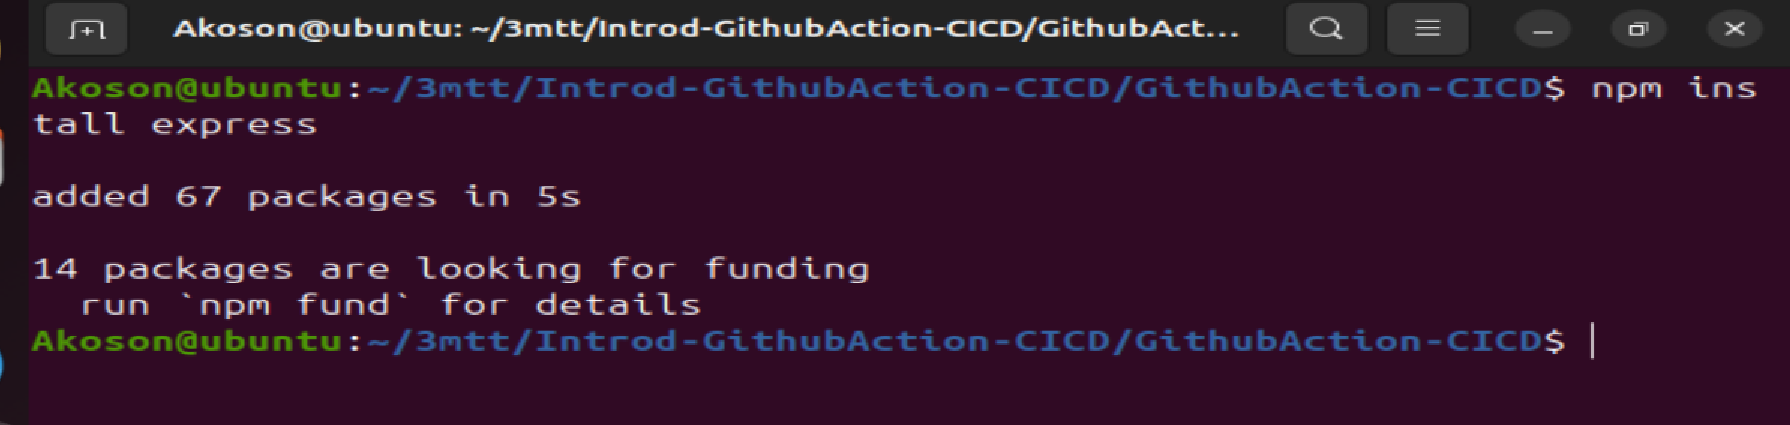 Akoson@ubuntu: ~/3mtt/Introd-GithubAction-CICD/GithubAct...
Akoson@ubuntu:~/3mtt/Introd-GithubAction-CICD/GithubAction-CICD$ npm ins
tall express
added 67 packages in 5s
14 packages are looking for funding
  run `npm fund` for details
Akoson@ubuntu:~/3mtt/Introd-GithubAction-CICD/GithubAction-CICD$